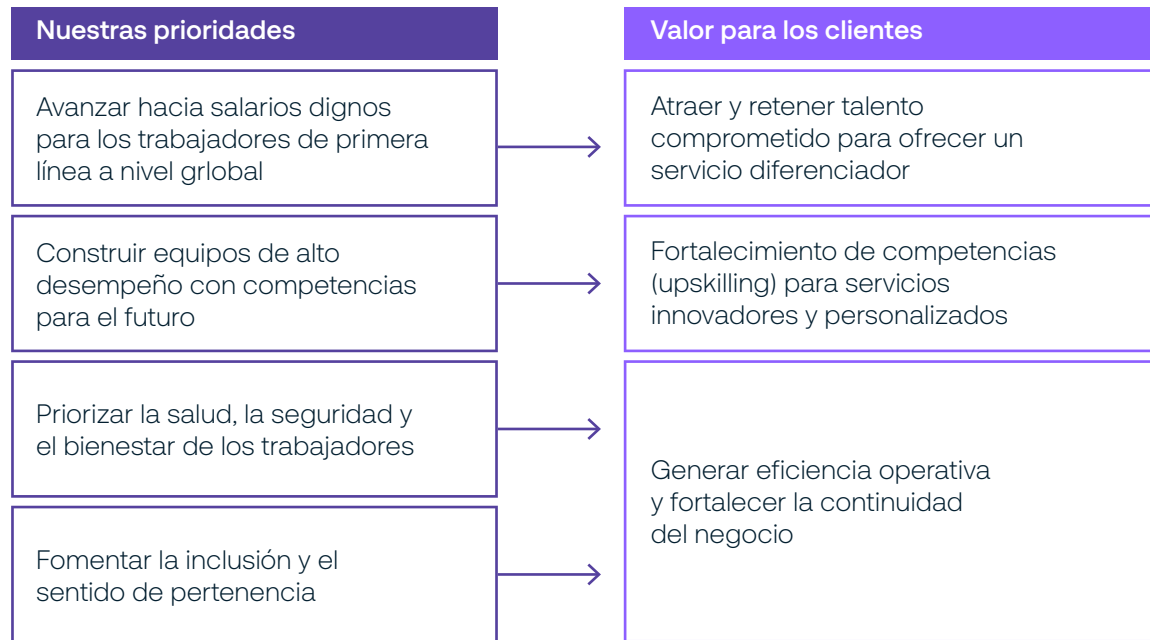 Nuestras prioridades
Valor para los clientes
Avanzar hacia salarios dignos
para los trabajadores de primera
línea a nivel grlobal
Atraer y retener talento
comprometido para ofrecer un
servicio diferenciador
Construir equipos de alto
desempeño con competencias
para el futuro
Fortalecimiento de competencias
(upskilling) para servicios
innovadores y personalizados
Priorizar la salud, la seguridad y
el bienestar de los trabajadores
Generar eficiencia operativa
y fortalecer la continuidad
del negocio
Fomentar la inclusión y el
sentido de pertenencia